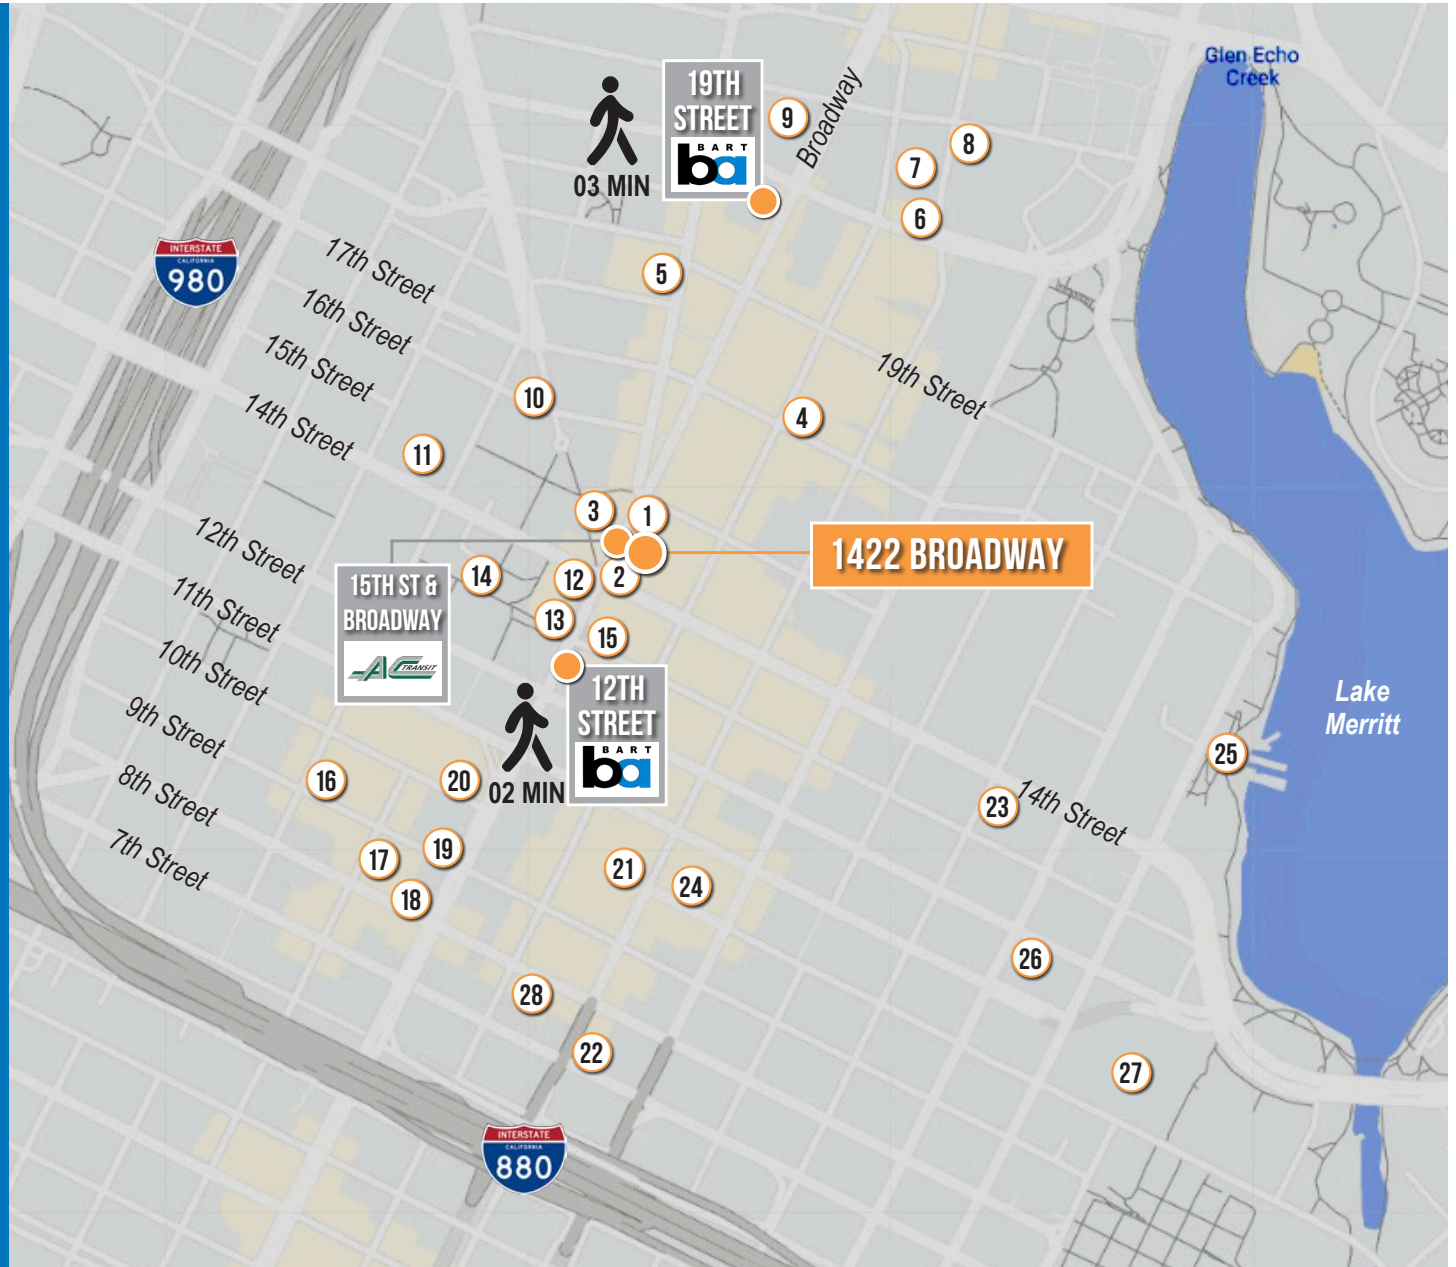 Glen Echo
Creek
19TH
STREET
BART
ba
03 MIN
Broadway
9
8
7
6
5
INTERSTATE
CALIFORNIA
980
17th Street
16th Street
15th Street
14th Street
19th Street
10
4
11
3
1
1422 BROADWAY
12th Street
11th Street
10th Street
9th Street
8th Street
7th Street
15TH ST &
BROADWAY
AC TRANSIT
14
12
2
13
15
12TH
STREET
BART
ba
02 MIN
Lake
Merritt
25
16
20
23
14th Street
17
19
18
21
24
26
28
22
27
INTERSTATE
CALIFORNIA
880